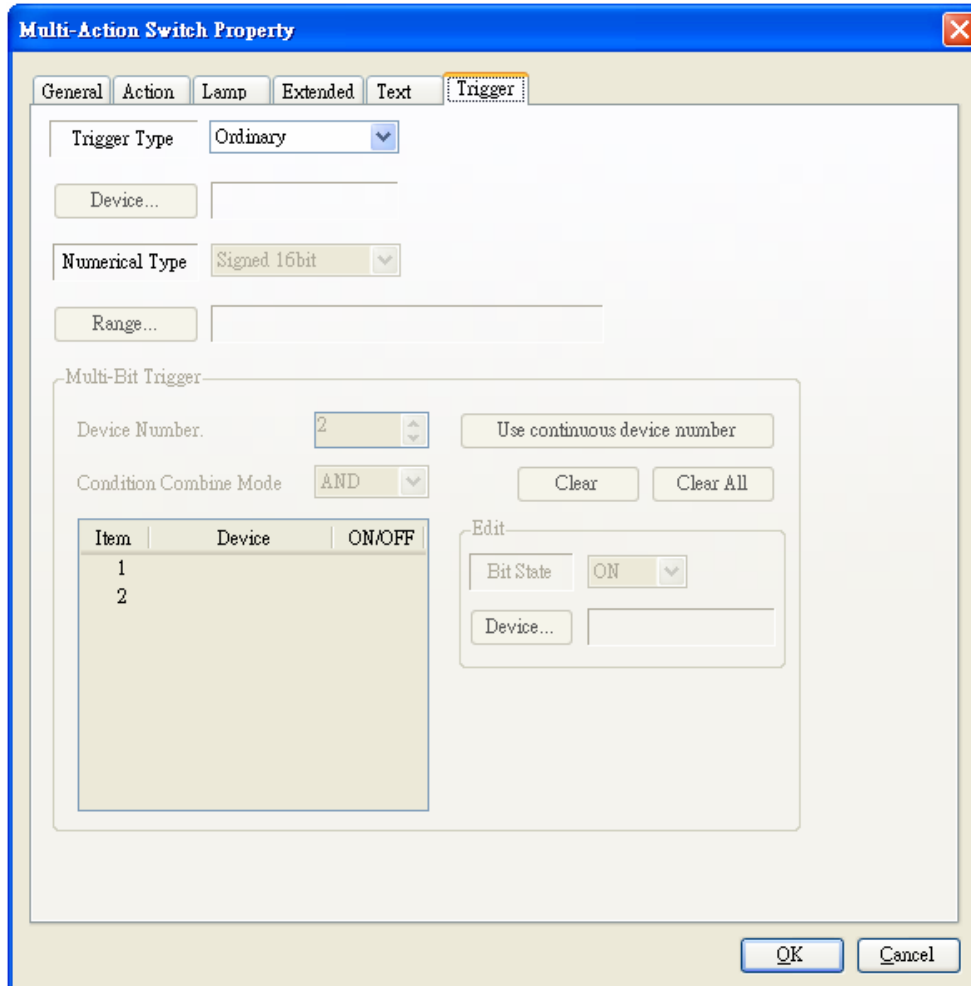 Multi-Action Switch Property
General Action Lamp Extended Text Trigger
Trigger Type Ordinary
Device...
Numerical Type Signed 16bit
Range...
Multi-Bit Trigger
Device Number. 2 Use continuous device number
Condition Combine Mode AND Clear Clear All
Item Device ON/OFF
1
2
Edit
Bit State ON
Device...
OK Cancel